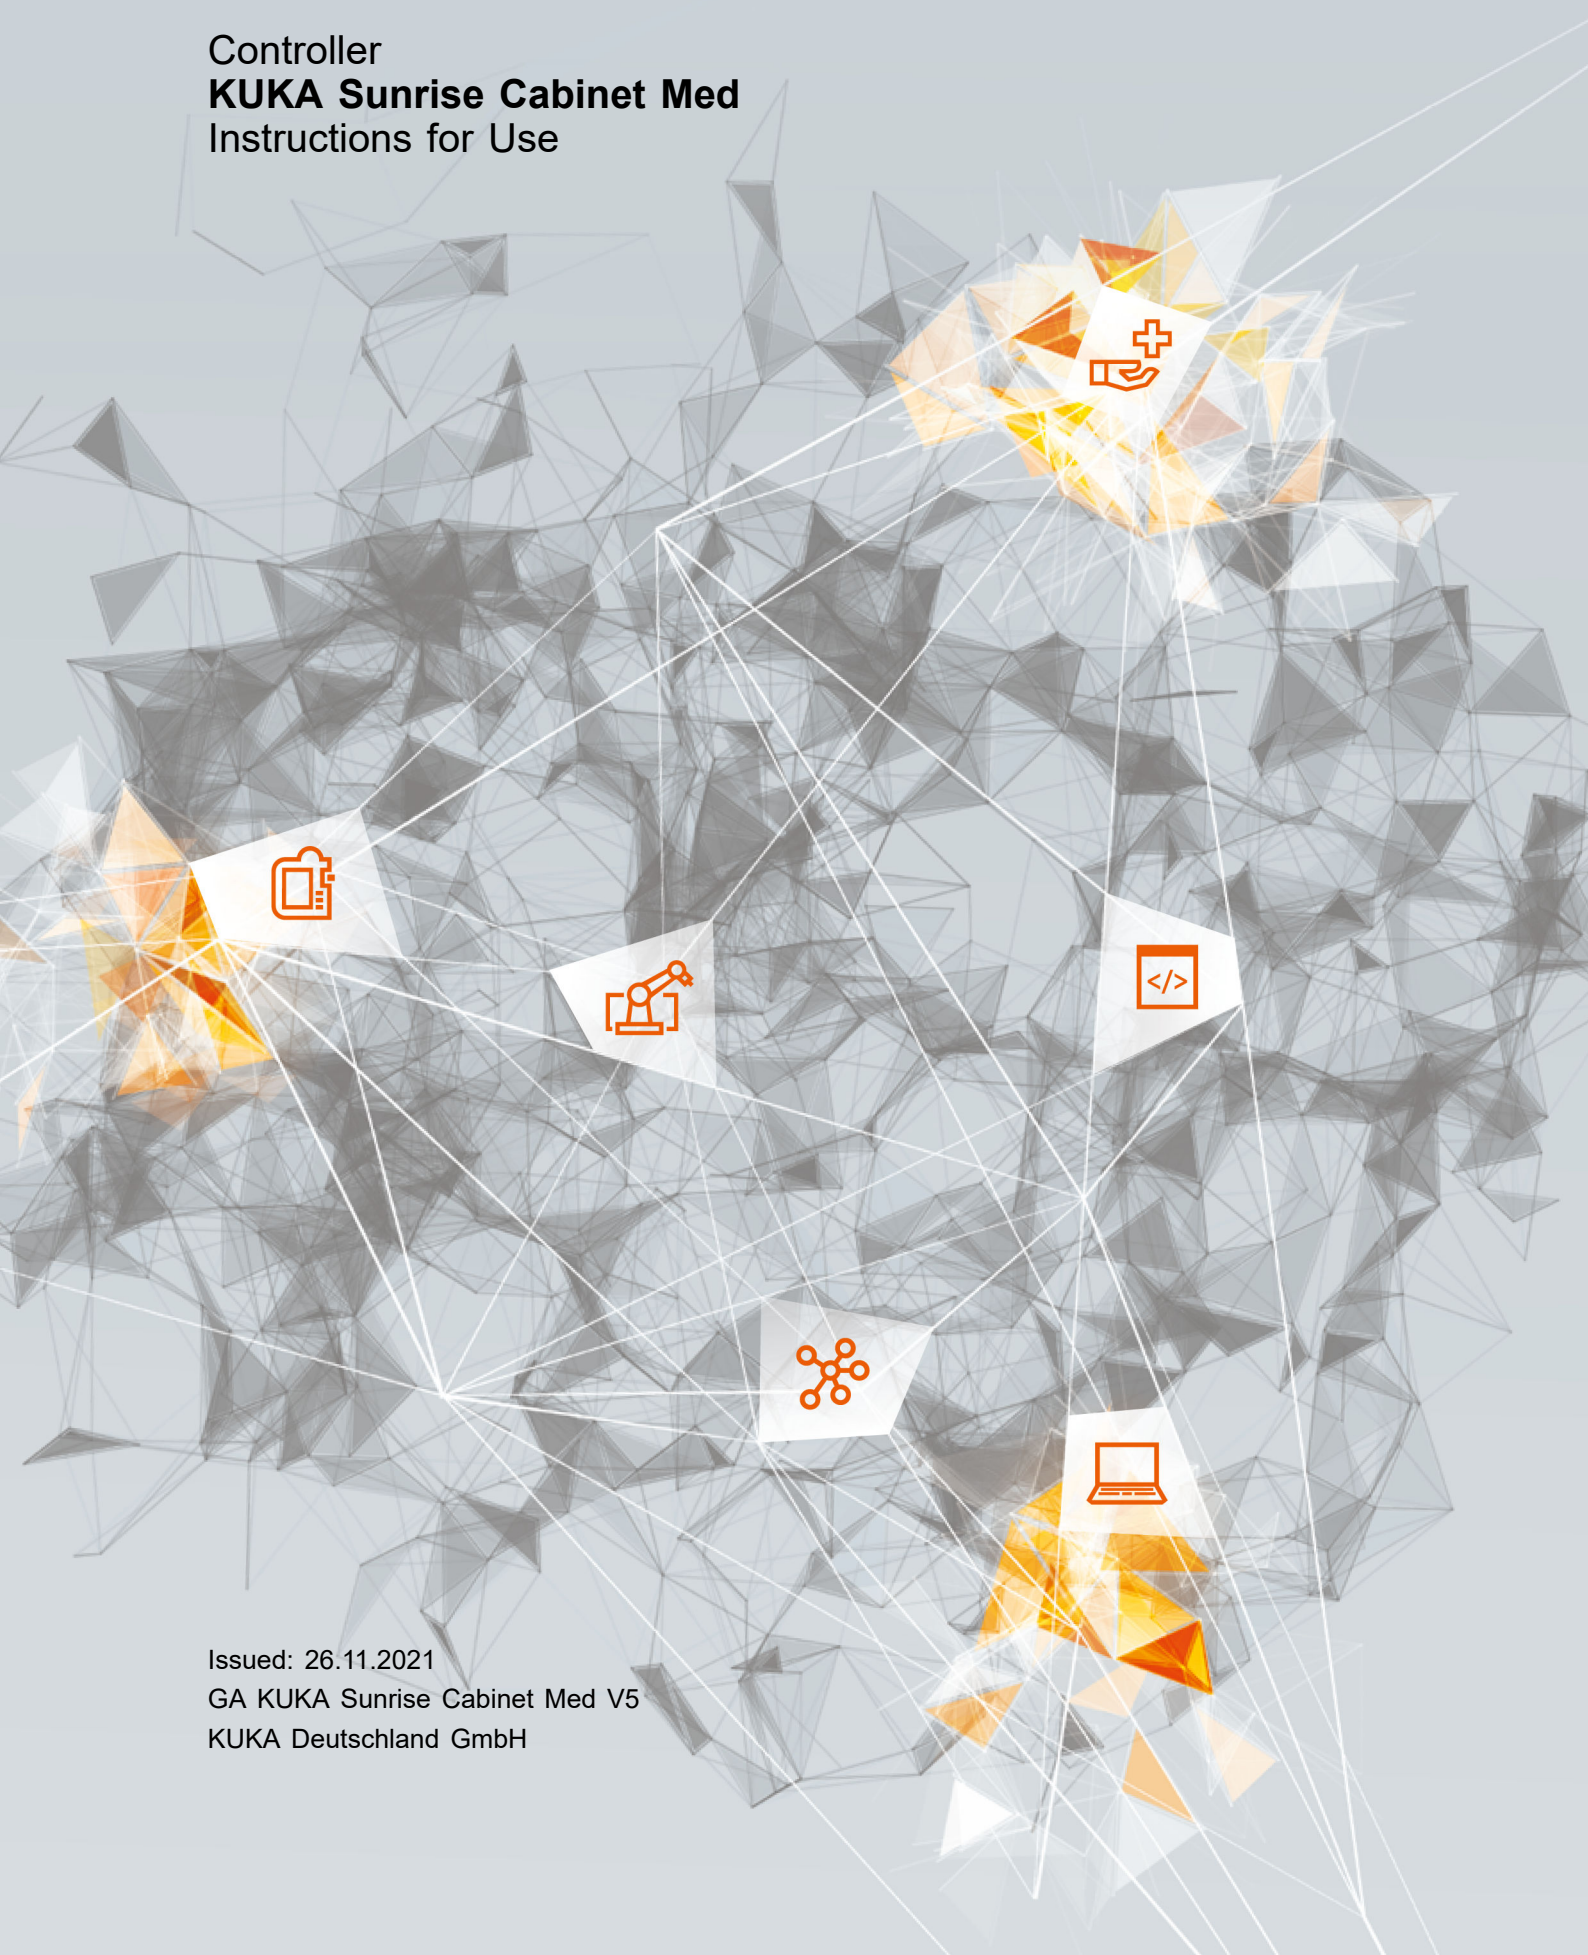 Controller
KUKA Sunrise Cabinet Med
Instructions for Use
</>
Issued: 26.11.2021
GA KUKA Sunrise Cabinet Med V5
KUKA Deutschland GmbH